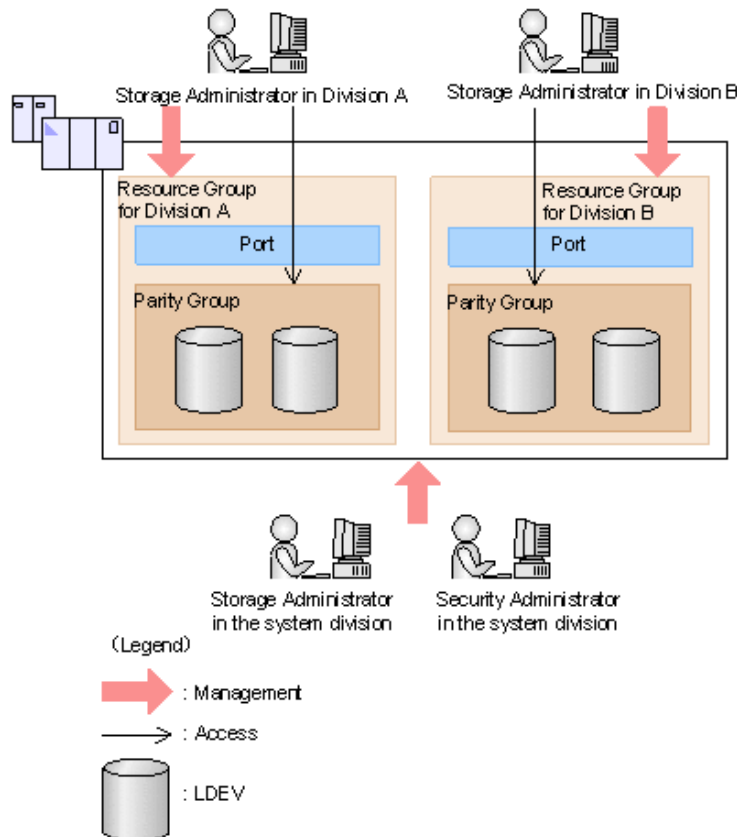 Storage Administrator in Division A
Storage Administrator in Division B
Resource Group
for Division A
Port
Parity Group
Resource Group
for Division B
Port
Parity Group
Storage Administrator
in the system division
Security Administrator
in the system division
(Legend)
: Management
: Access
: LDEV